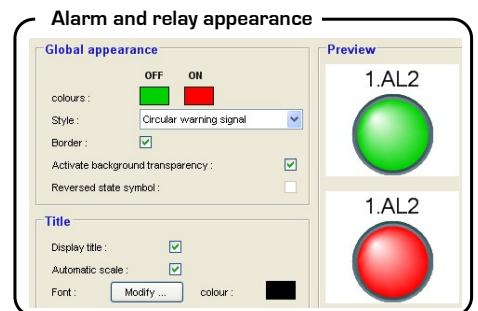 Alarm and relay appearance
Global appearance
OFF ON
colours :
Style : Circular warning signal
Border :
Activate background transparency :
Reversed state symbol :
Title
Display title :
Automatic scale :
Font : Modify ... colour :
Preview
1.AL2
1.AL2